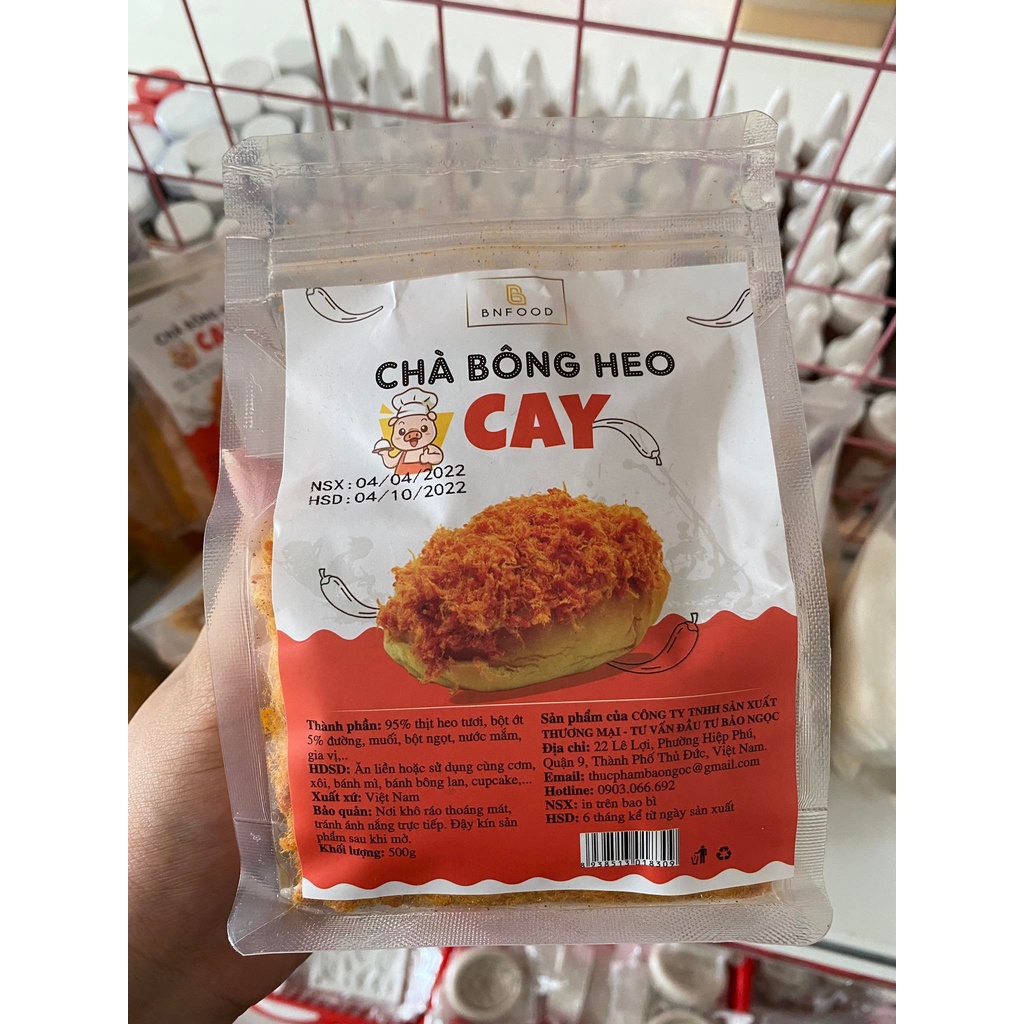 BNFOOD
CHÀ BÔNG HEO
CAY
NSX : 04/04/2022
HSD : 04/10/2022
Thành phần: 95% thịt heo tươi, bột ớt
5% đường, muối, bột ngọt, nước mắm,
gia vị,...
HDSD: Ăn liền hoặc sử dụng cùng cơm,
xôi, bánh mì, bánh bông lan, cupcake,...
Xuất xứ: Việt Nam
Bảo quản: Nơi khô ráo thoáng mát,
tránh ánh nắng trực tiếp. Đậy kín sản
phẩm sau khi mở.
Khối lượng: 500g
Sản phẩm của CÔNG TY TNHH SẢN XUẤT
THƯƠNG MẠI - TƯ VẤN ĐẦU TƯ BẢO NGỌC
Địa chỉ: 22 Lê Lợi, Phường Hiệp Phú,
Quận 9, Thành Phố Thủ Đức, Việt Nam.
Email: thucphambaongoc@gmail.com
Hotline: 0903.066.692
NSX: in trên bao bì
HSD: 6 tháng kể từ ngày sản xuất
8 938513 018309
CHÀ BÔNG